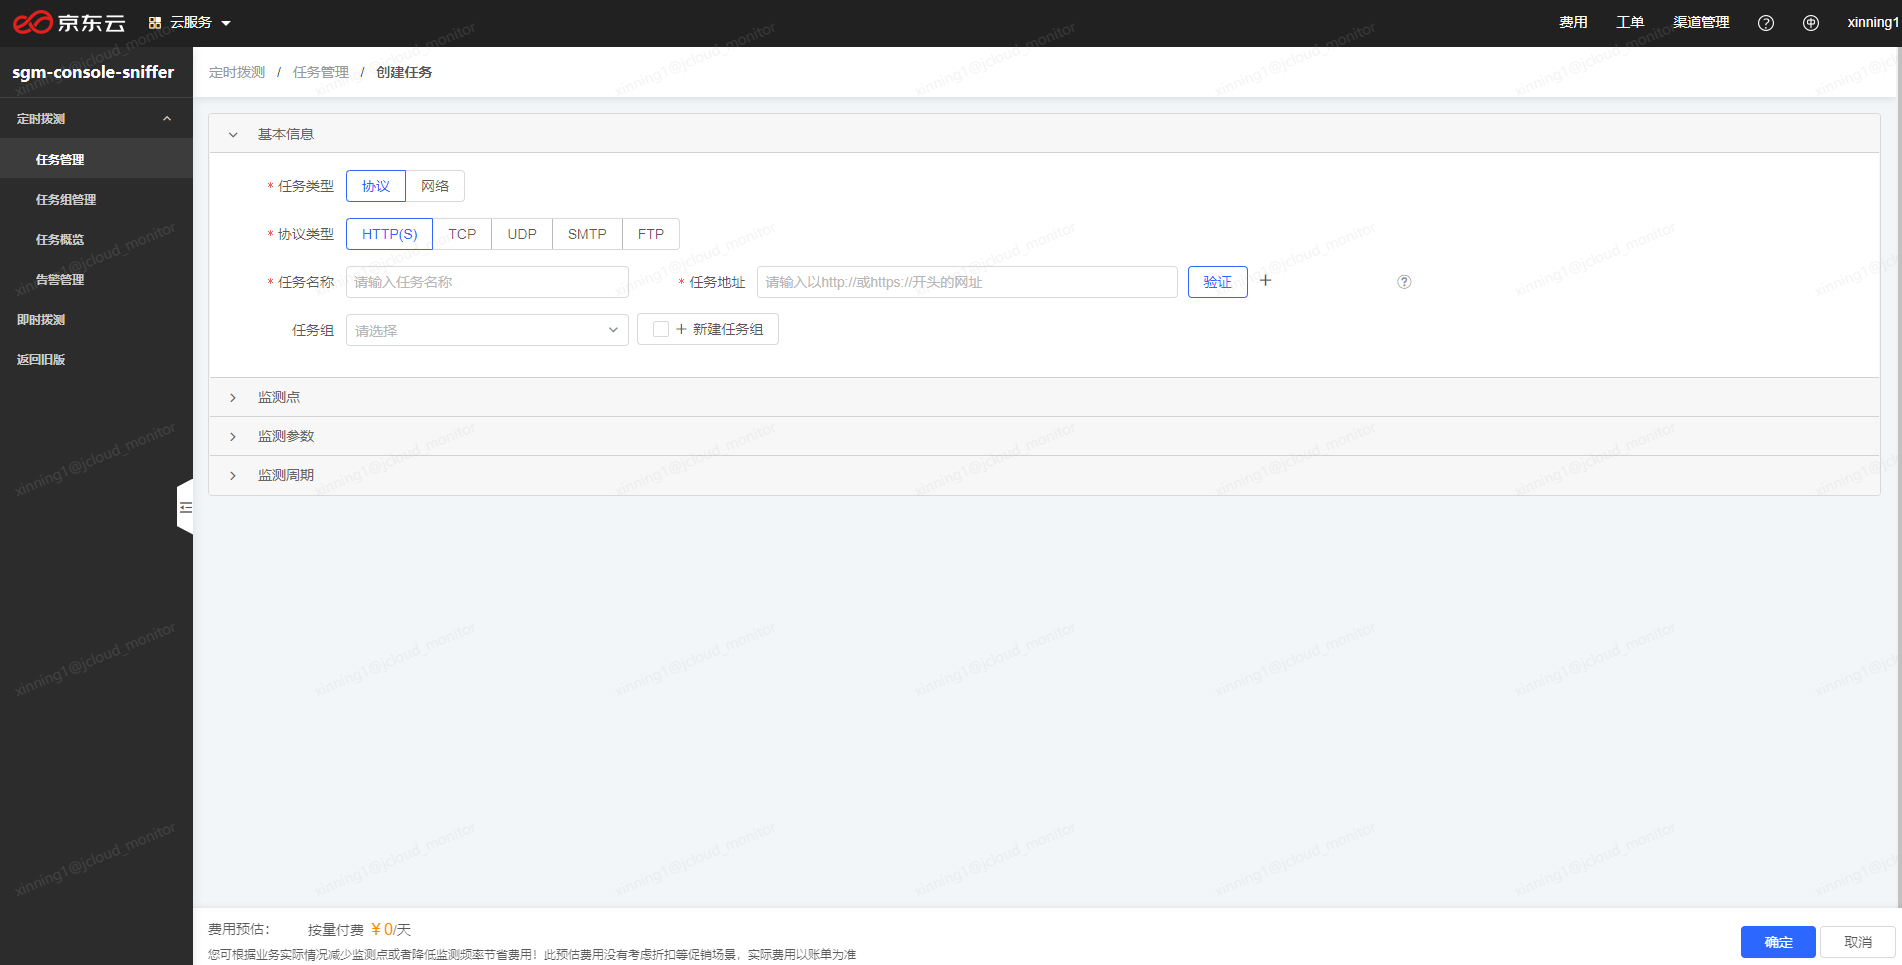 京东云 云服务 费用 工单 渠道管理 xinning1
sgm-console-sniffer
定时拨测 / 任务管理 / 创建任务
定时拨测
任务管理
任务组管理
任务概览
告警管理
即时拨测
返回旧版
基本信息
* 任务类型 协议 网络
* 协议类型 HTTP(S) TCP UDP SMTP FTP
* 任务名称 请输入任务名称 * 任务地址 请输入以http://或https://开头的网址 验证 +
任务组 请选择 + 新建任务组
监测点
监测参数
监测周期
费用预估： 按量付费 ¥0/天
您可根据业务实际情况减少监测点或者降低监测频率节省费用！此预估费用没有考虑折扣等促销场景，实际费用以账单为准
确定 取消
xinning1@jcloud_monitor